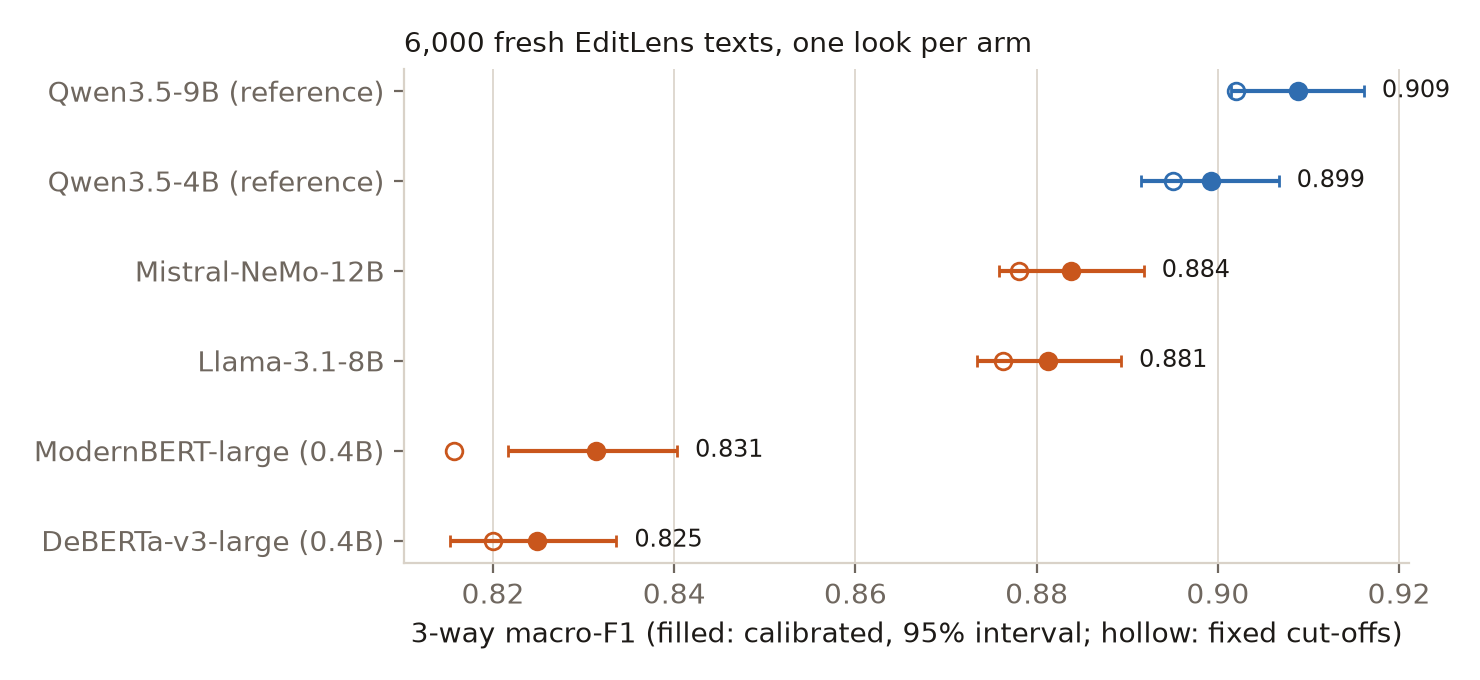 6,000 fresh EditLens texts, one look per arm
Qwen3.5-9B (reference)
0.909
Qwen3.5-4B (reference)
0.899
Mistral-NeMo-12B
0.884
Llama-3.1-8B
0.881
ModernBERT-large (0.4B)
0.831
DeBERTa-v3-large (0.4B)
0.825
0.82 0.84 0.86 0.88 0.90 0.92
3-way macro-F1 (filled: calibrated, 95% interval; hollow: fixed cut-offs)